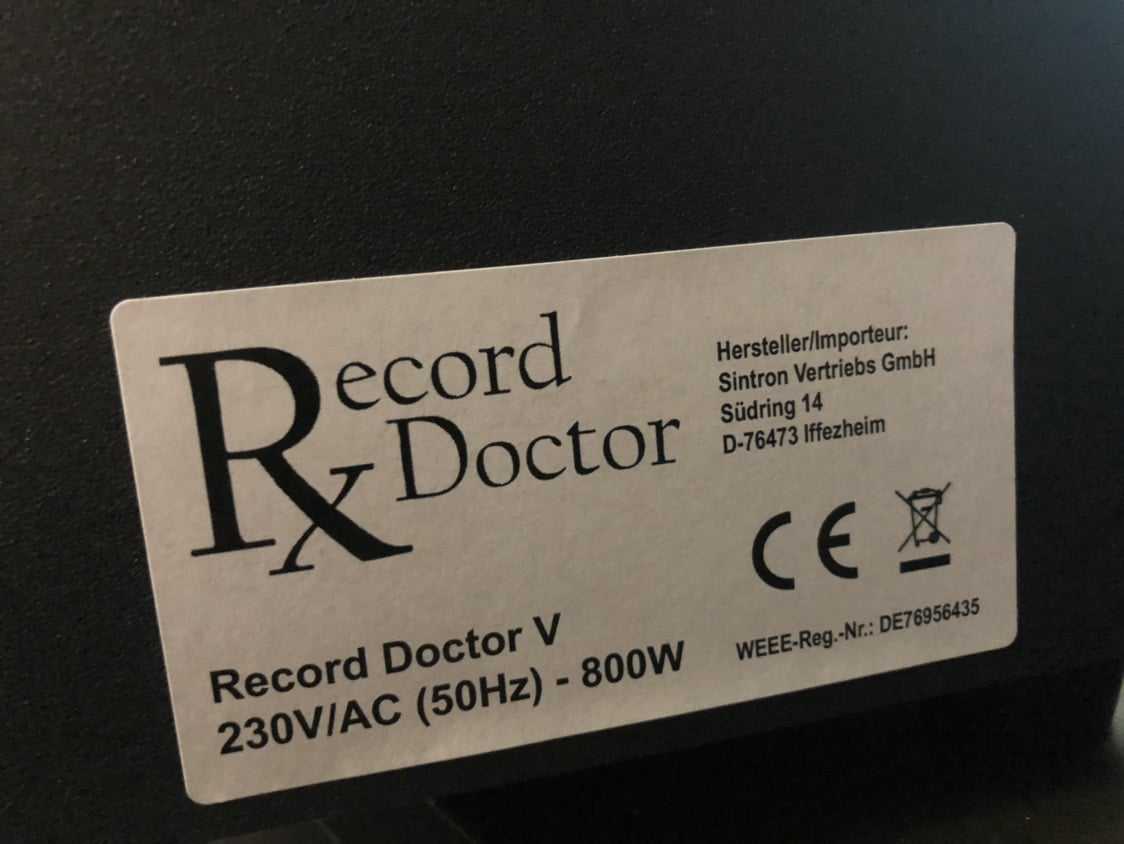 Record
Doctor
Hersteller/Importeur:
Sintron Vertriebs GmbH
Südring 14
D-76473 Iffezheim
CE
Record Doctor V
230V/AC (50Hz) - 800W
WEEE-Reg.-Nr.: DE76956435